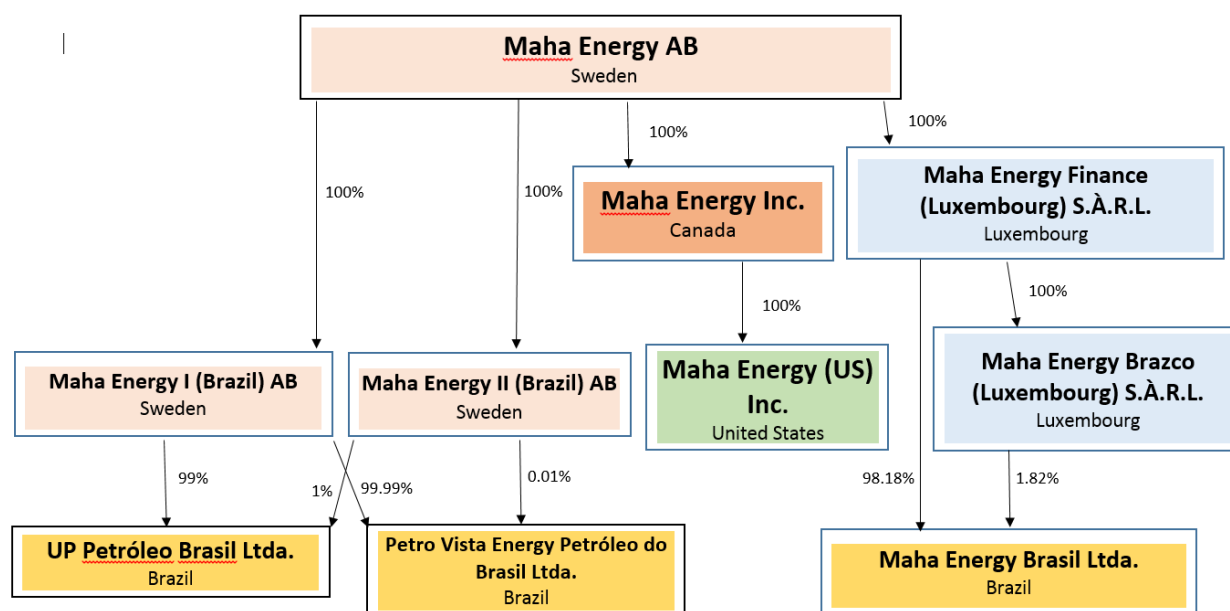 Maha Energy AB
Sweden
100%
100%
100%
100%
Maha Energy Inc.
Canada
Maha Energy Finance
(Luxembourg) S.À.R.L.
Luxembourg
100%
100%
Maha Energy I (Brazil) AB
Sweden
Maha Energy II (Brazil) AB
Sweden
Maha Energy (US)
Inc.
United States
Maha Energy Brazco
(Luxembourg) S.À.R.L.
Luxembourg
99%
1%
99.99%
0.01%
98.18%
1.82%
UP Petróleo Brasil Ltda.
Brazil
Petro Vista Energy Petróleo do
Brasil Ltda.
Brazil
Maha Energy Brasil Ltda.
Brazil